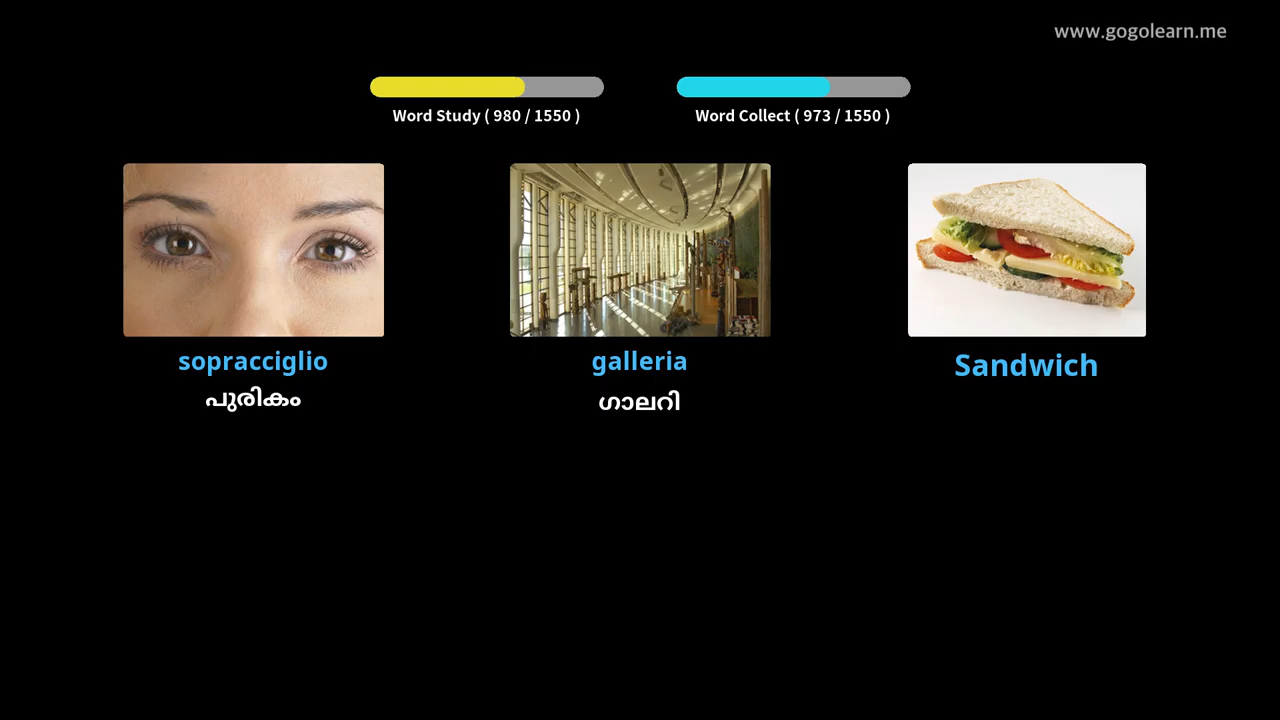 www.gogolearn.me
Word Study ( 980 / 1550 )
Word Collect ( 973 / 1550 )
sopracciglio
പുരികം
galleria
ഗാലറി
Sandwich